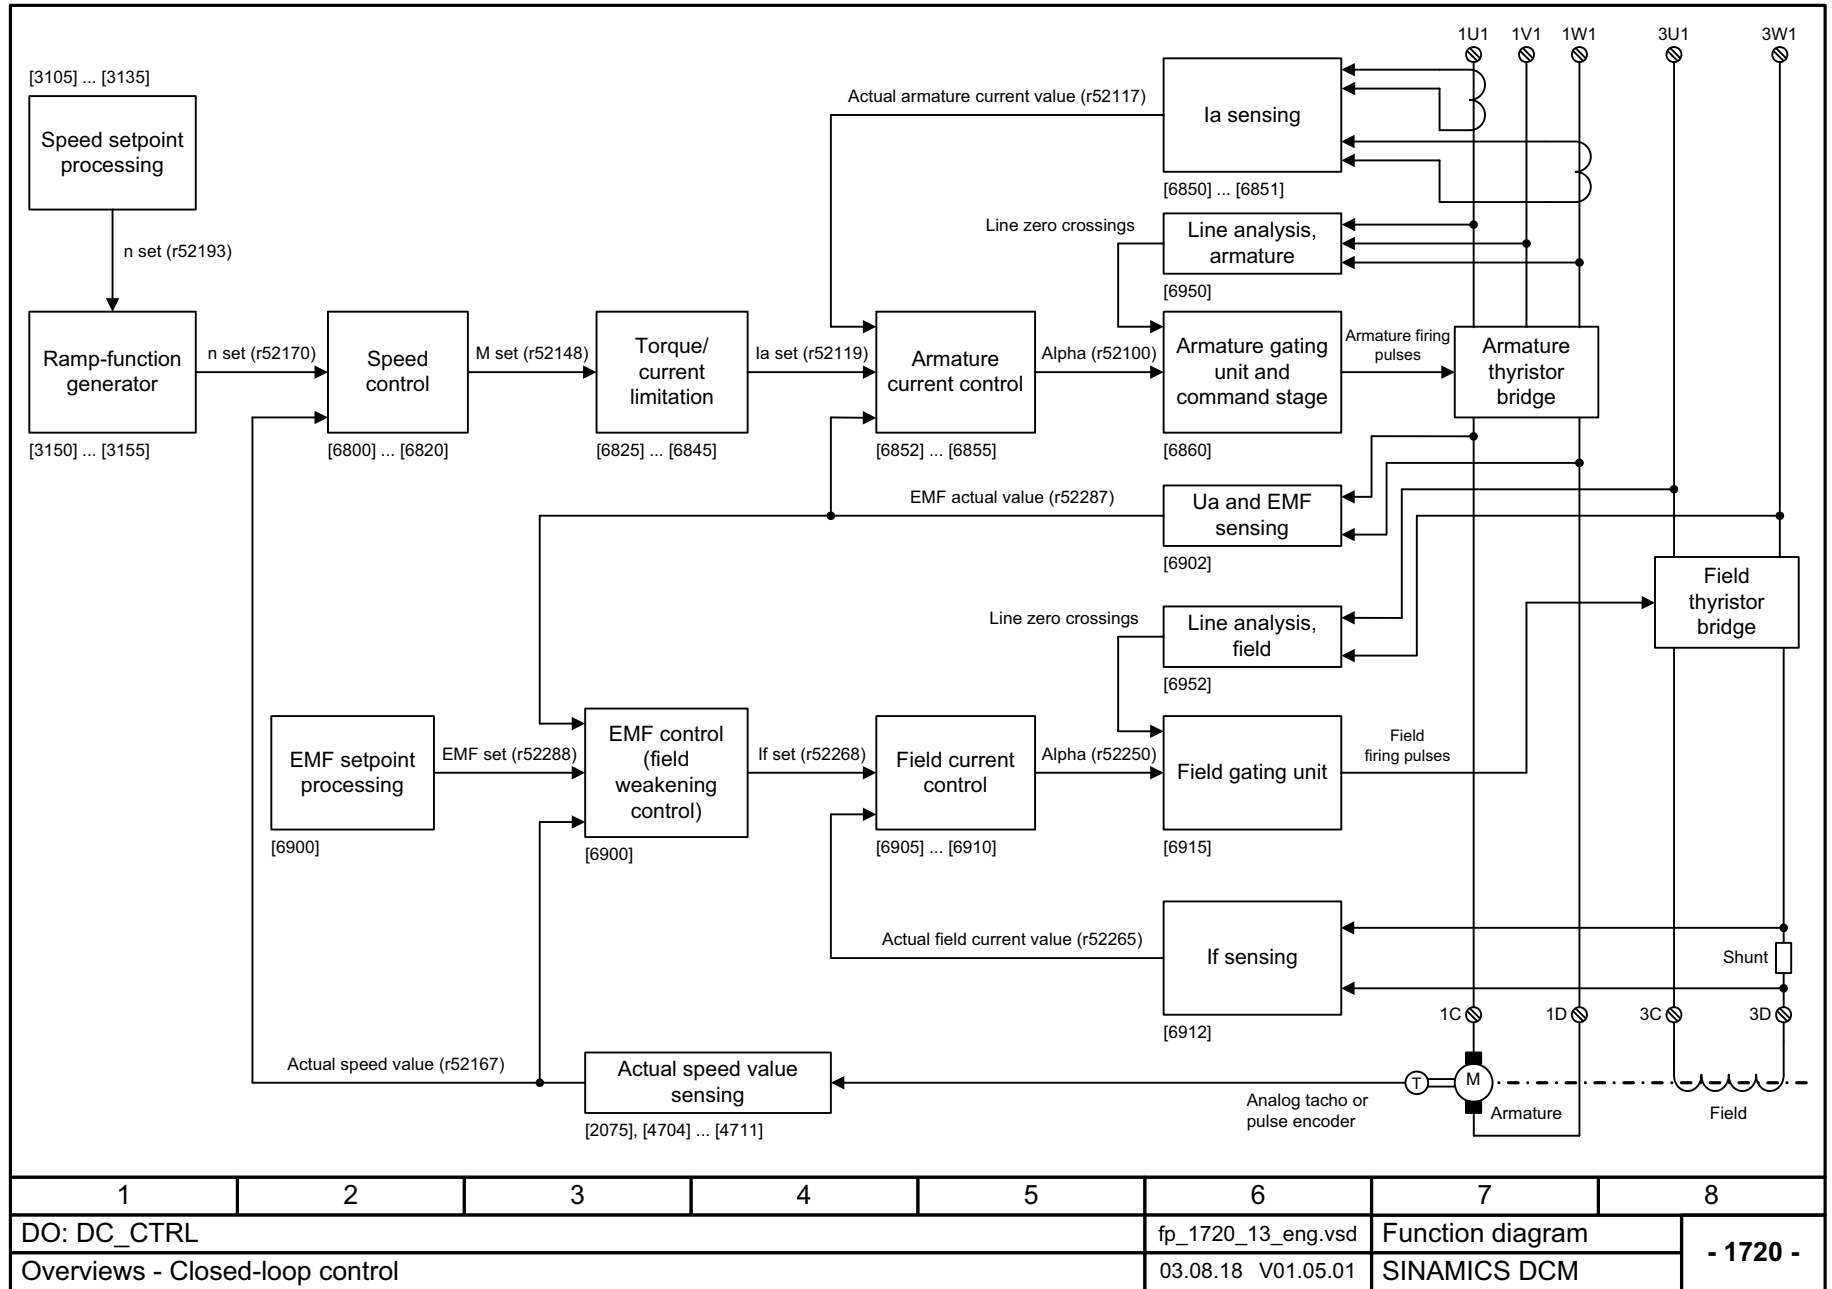 1U1 1V1 1W1 3U1 3W1
[3105] ... [3135]
Speed setpoint
processing
n set (r52193)
Actual armature current value (r52117)
Ia sensing
[6850] ... [6851]
Line zero crossings
Line analysis,
armature
[6950]
Ramp-function
generator
[3150] ... [3155]
n set (r52170)
Speed
control
[6800] ... [6820]
M set (r52148)
Torque/
current
limitation
[6825] ... [6845]
Ia set (r52119)
Armature
current control
[6852] ... [6855]
Alpha (r52100)
Armature gating
unit and
command stage
[6860]
Armature firing
pulses
Armature
thyristor
bridge
EMF actual value (r52287)
Ua and EMF
sensing
[6902]
Field
thyristor
bridge
Line zero crossings
Line analysis,
field
[6952]
EMF setpoint
processing
[6900]
EMF set (r52288)
EMF control
(field
weakening
control)
[6900]
If set (r52268)
Field current
control
[6905] ... [6910]
Alpha (r52250)
Field gating unit
[6915]
Field
firing pulses
Actual field current value (r52265)
If sensing
[6912]
Shunt
1C 1D 3C 3D
Actual speed value (r52167)
Actual speed value
sensing
[2075], [4704] ... [4711]
Analog tacho or
pulse encoder
T
M
Armature
Field
1 2 3 4 5 6 7 8
DO: DC_CTRL
fp_1720_13_eng.vsd
Function diagram
- 1720 -
Overviews - Closed-loop control
03.08.18 V01.05.01
SINAMICS DCM